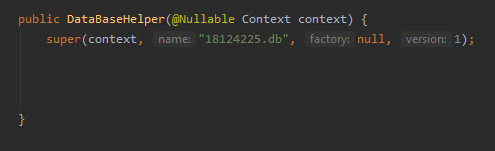 public DataBaseHelper(@Nullable Context context) {
super(context, name: "18124225.db", factory: null, version: 1);
}